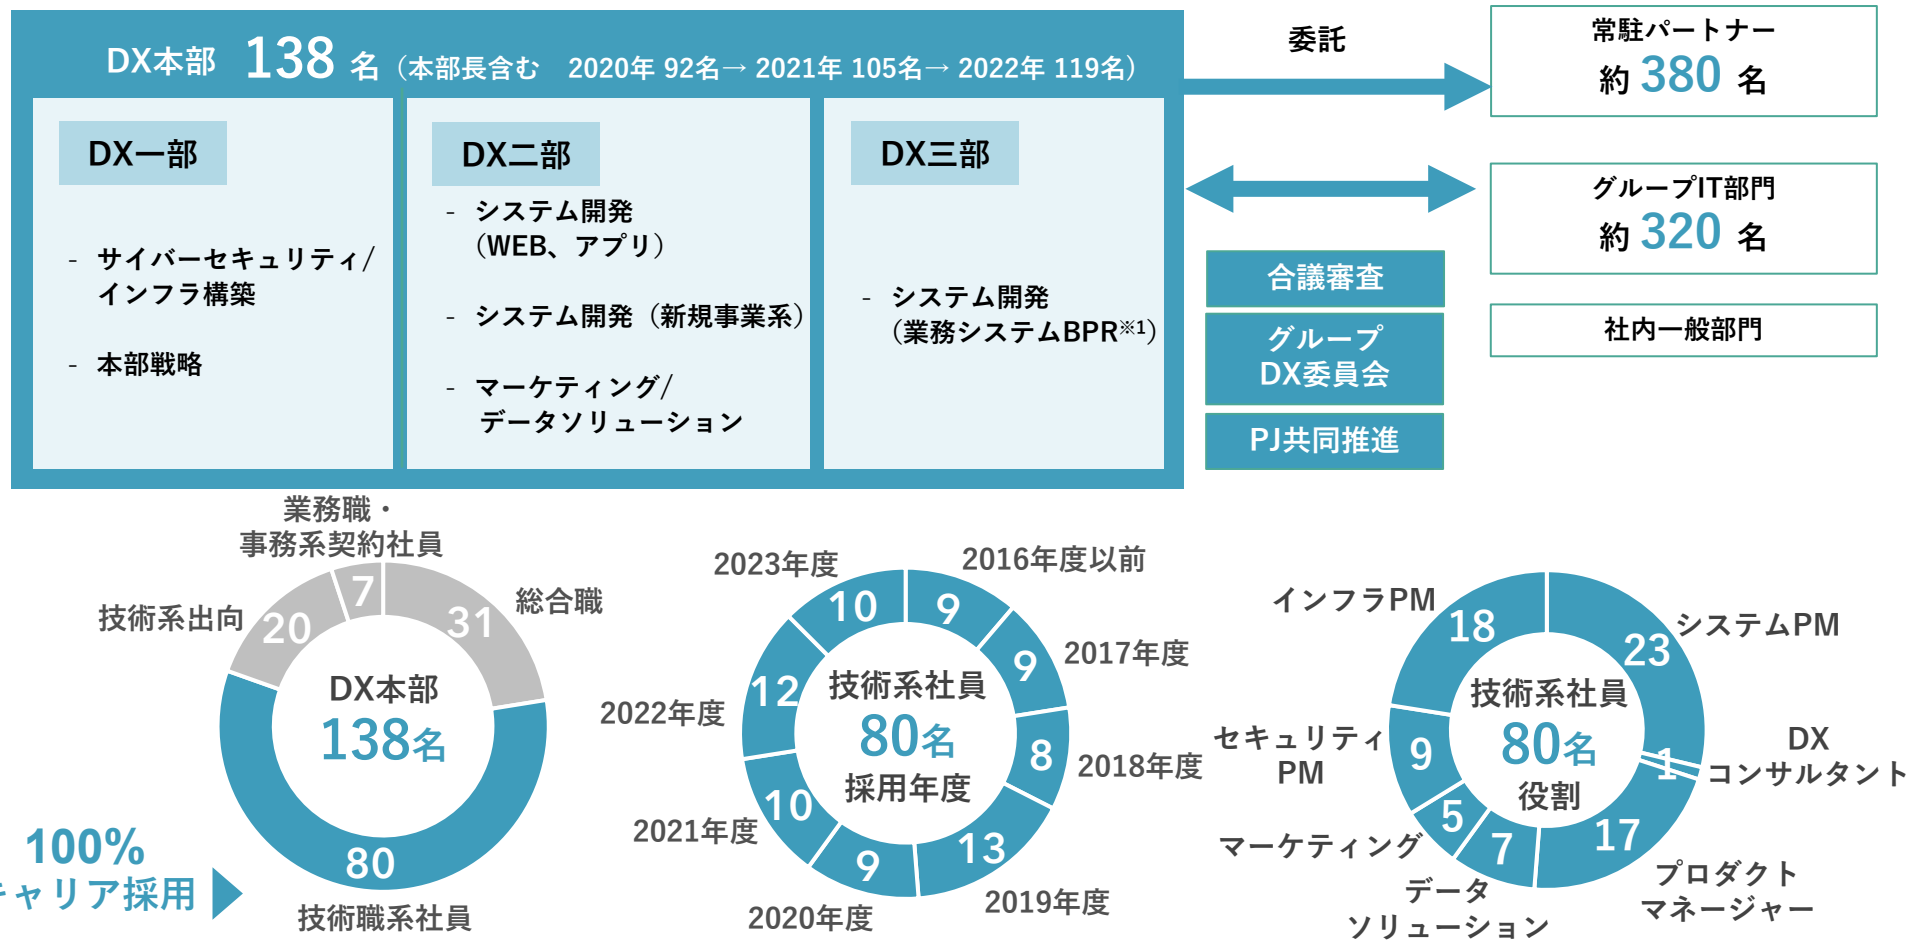 DX本部 138 名（本部長含む 2020年 92名→ 2021年 105名→ 2022年 119名）
DX一部
- サイバーセキュリティ/
インフラ構築
- 本部戦略
DX二部
- システム開発
（WEB、アプリ）
- システム開発（新規事業系）
- マーケティング/
データソリューション
DX三部
- システム開発
（業務システムBPR※1）
委託
常駐パートナー
約 380 名
グループIT部門
約 320 名
社内一般部門
合議審査
グループ
DX委員会
PJ共同推進
業務職・
事務系契約社員
7
総合職
31
技術系出向
20
DX本部
138名
80
技術職系社員
100%
キャリア採用
2023年度
10
2016年度以前
9
2017年度
9
2022年度
12
技術系社員
80名
採用年度
2018年度
8
2021年度
10
2020年度
9
2019年度
13
インフラPM
18
システムPM
23
技術系社員
80名
役割
セキュリティ
PM
9
DX
コンサルタント
1
マーケティング
5
データ
ソリューション
7
プロダクト
マネージャー
17